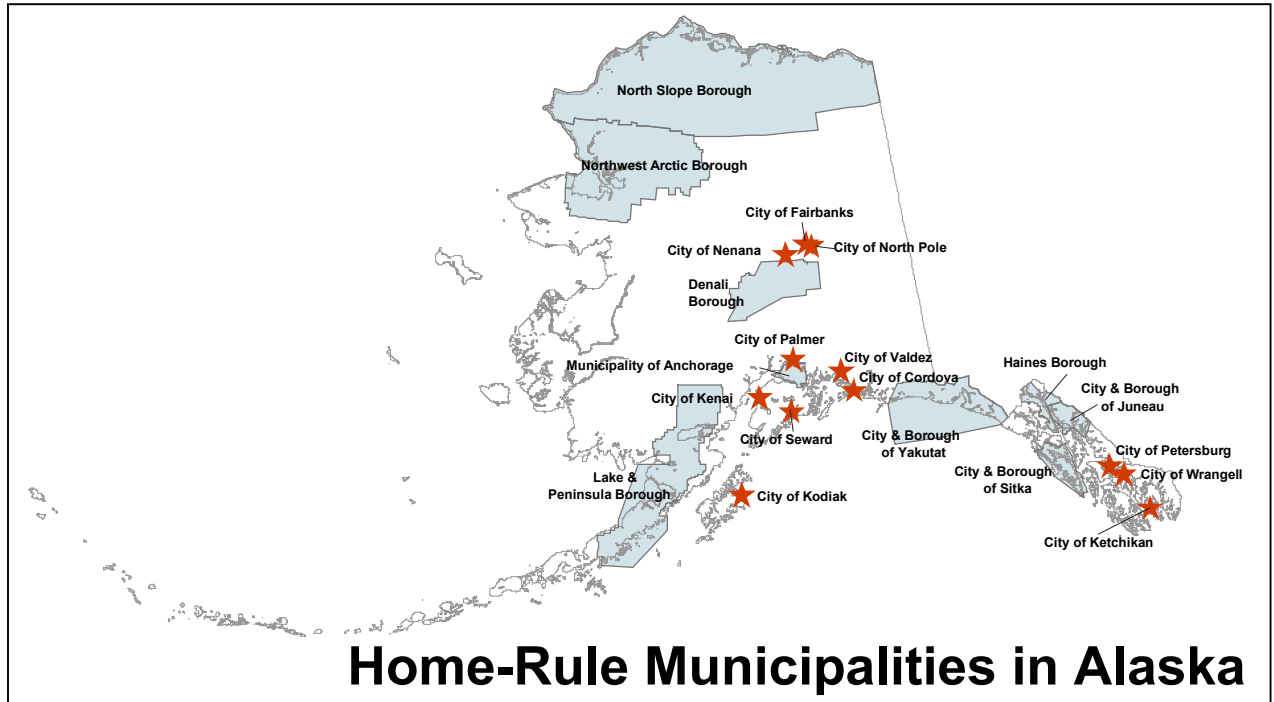 North Slope Borough
Northwest Arctic Borough
City of Fairbanks
City of Nenana
City of North Pole
Denali
Borough
City of Palmer
Municipality of Anchorage
City of Valdez
City of Cordova
Haines Borough
City & Borough
of Juneau
City of Kenai
City of Seward
City & Borough
of Yakutat
City of Petersburg
City of Wrangell
City & Borough
of Sitka
Lake &
Peninsula Borough
City of Kodiak
City of Ketchikan
Home-Rule Municipalities in Alaska